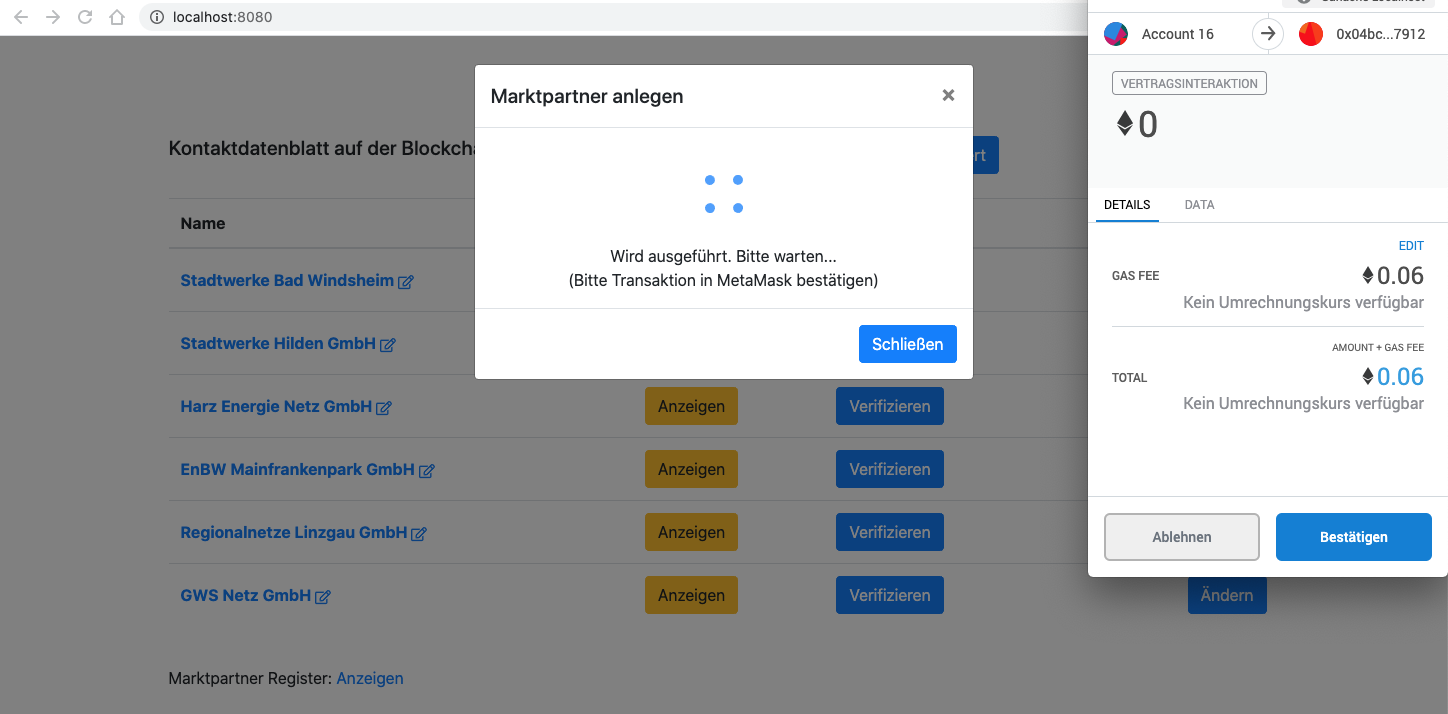 localhost:8080
Kontaktdatenblatt auf der
Name
Stadtwerke Bad Windsheim
Stadtwerke Hilden GmbH
Harz Energie Netz GmbH Anzeigen Verifizieren
EnBW Mainfrankenpark GmbH Anzeigen Verifizieren
Regionalnetze Linzgau GmbH Anzeigen Verifizieren
GWS Netz GmbH Anzeigen Verifizieren Ändern
Marktpartner Register: Anzeigen
Marktpartner anlegen ×
Wird ausgeführt. Bitte warten...
(Bitte Transaktion in MetaMask bestätigen)
Schließen
Account 16 0x04bc...7912
VERTRAGSINTERAKTION
0
DETAILS DATA
EDIT
GAS FEE 0.06
Kein Umrechnungskurs verfügbar
AMOUNT + GAS FEE
TOTAL 0.06
Kein Umrechnungskurs verfügbar
Ablehnen Bestätigen